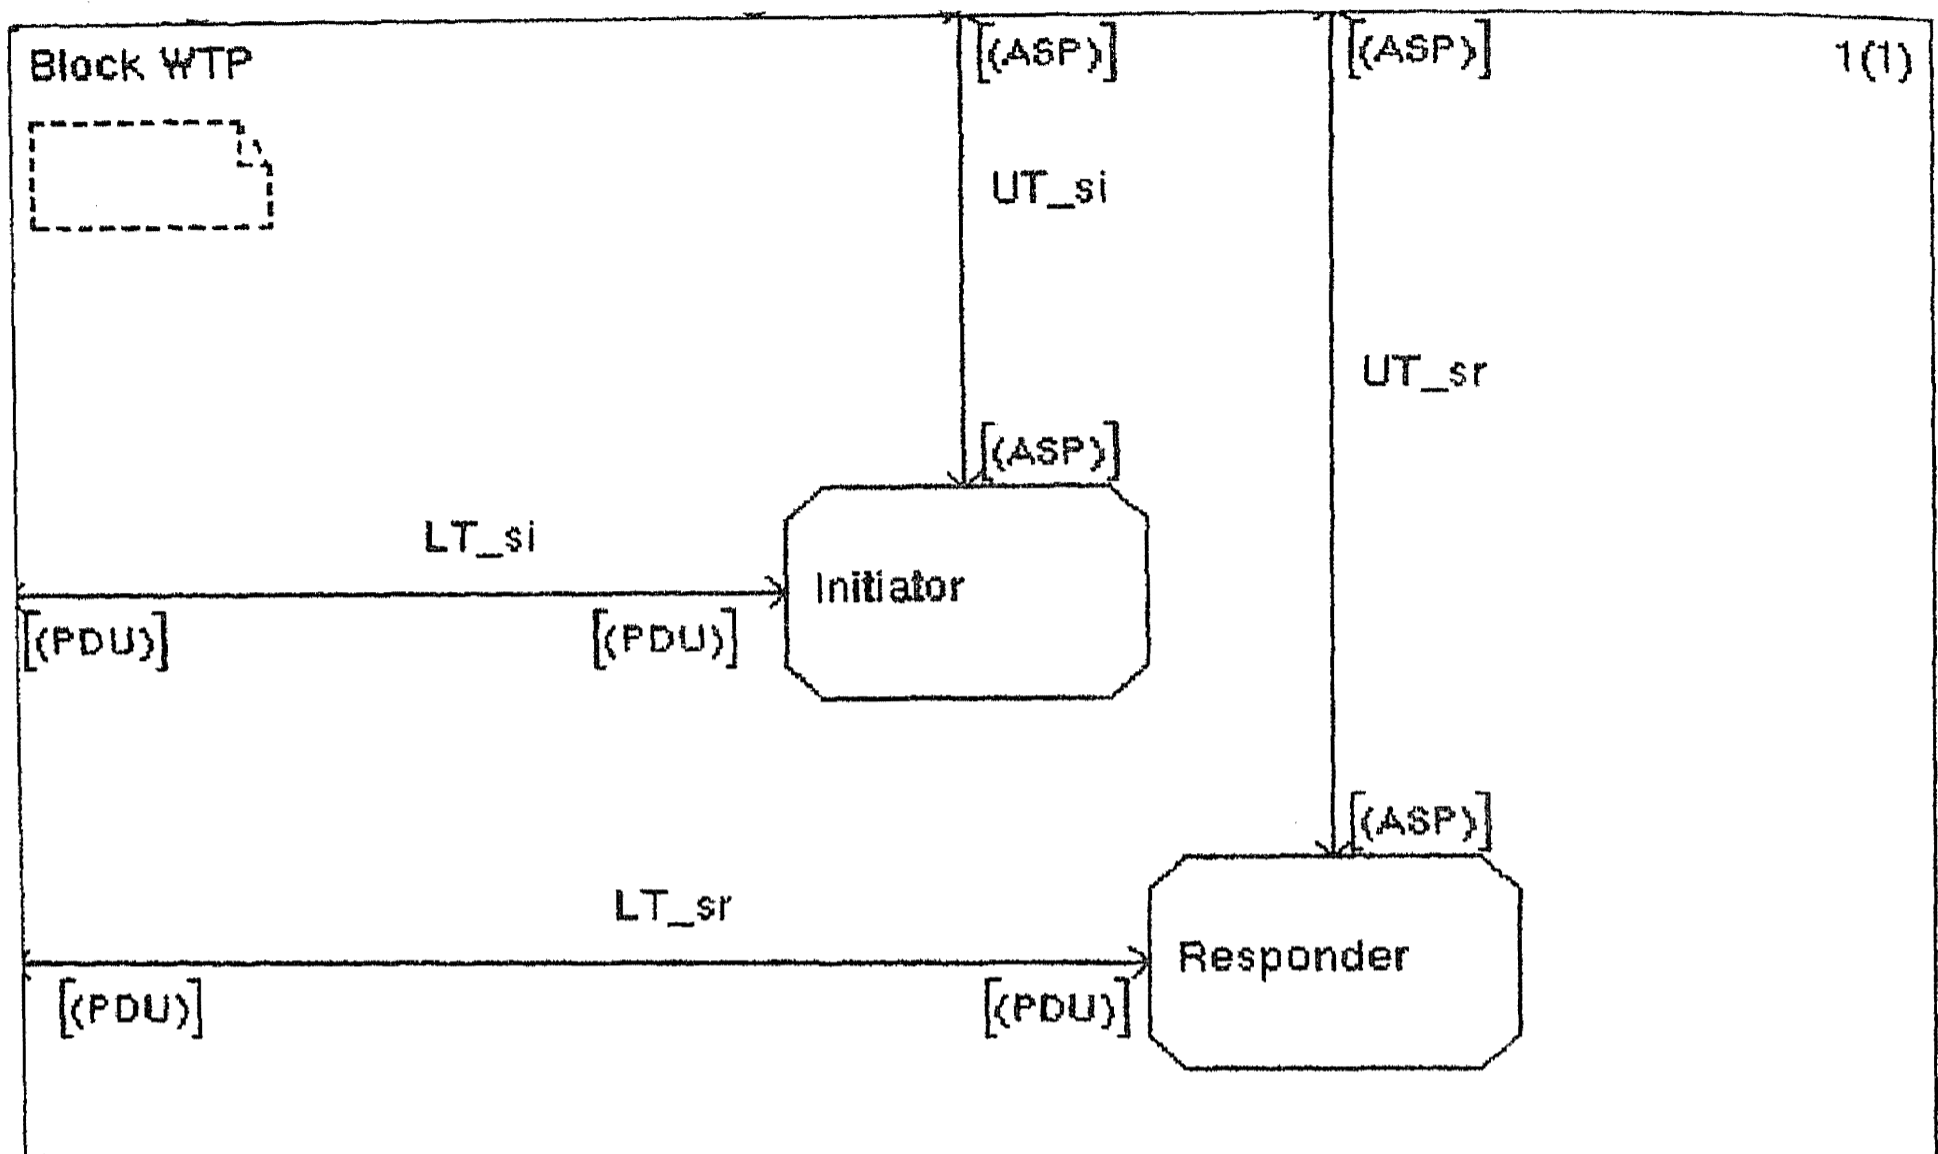 [(ASP)]
[(ASP)]
1(1)
Block WTP
UT_si
UT_sr
[(ASP)]
LT_si
Initiator
[(PDU)]
[(PDU)]
[(ASP)]
LT_sr
Responder
[(PDU)]
[(PDU)]